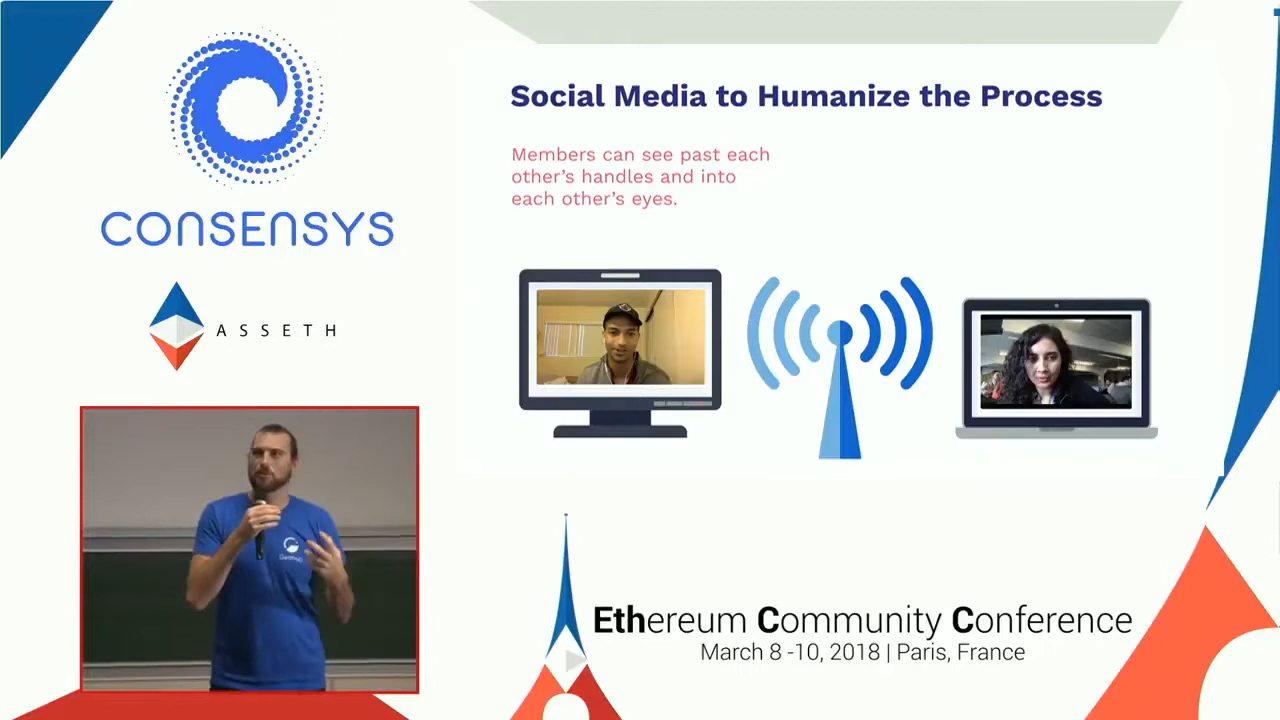 Social Media to Humanize the Process
Members can see past each
other's handles and into
each other's eyes.
CONSENSYS
ASSETH
Ethereum Community Conference
March 8 -10, 2018 | Paris, France